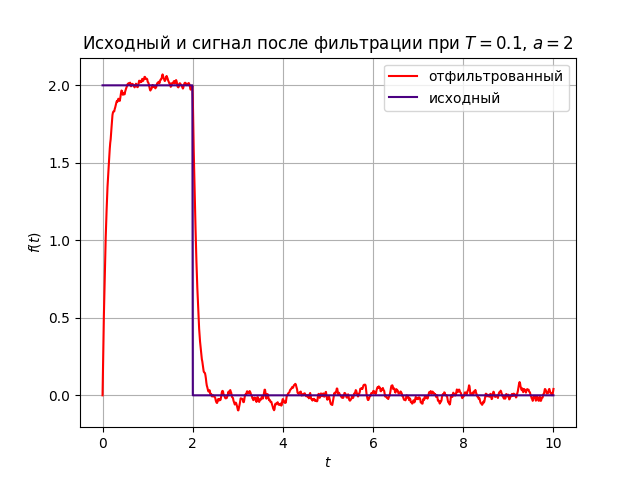 Исходный и сигнал после фильтрации при T = 0.1, a = 2
отфильтрованный
исходный
f(t)
2.0
1.5
1.0
0.5
0.0
0 2 4 6 8 10
t